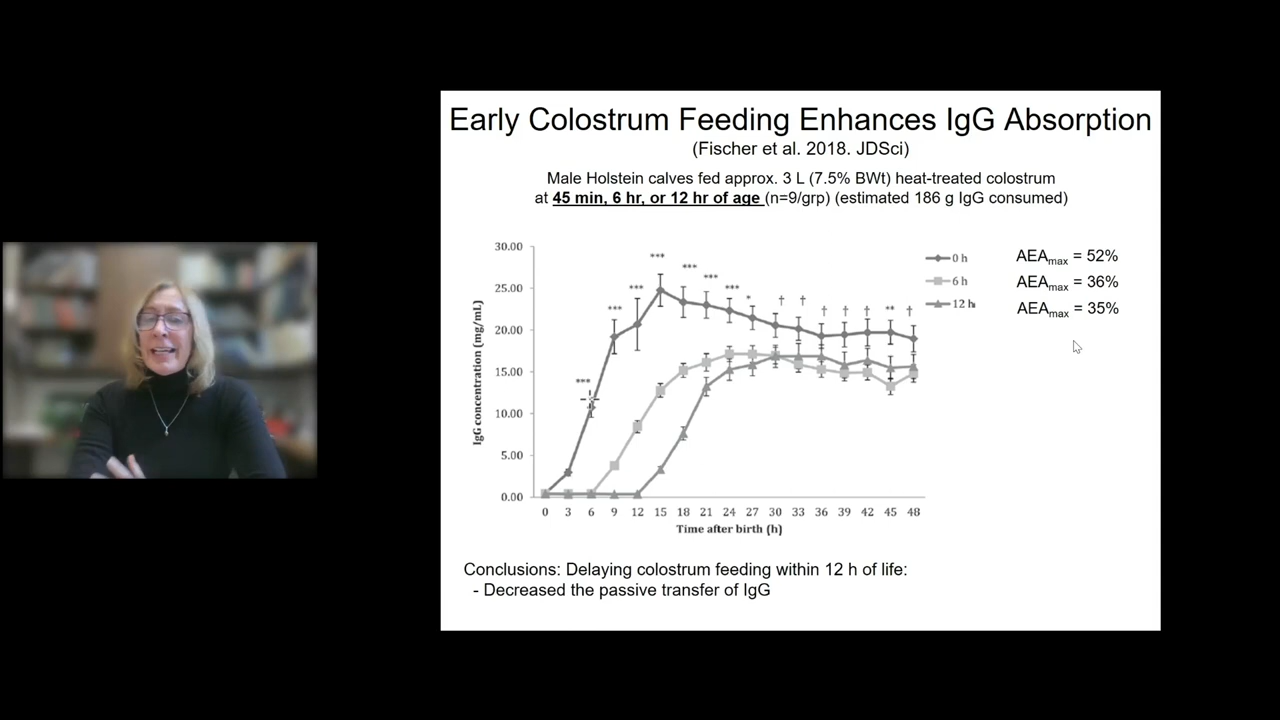 Early Colostrum Feeding Enhances IgG Absorption
(Fischer et al. 2018. JDSci)
Male Holstein calves fed approx. 3 L (7.5% BWt) heat-treated colostrum
at 45 min, 6 hr, or 12 hr of age (n=9/grp) (estimated 186 g IgG consumed)
IgG concentration (mg/mL)
30.00
25.00
20.00
15.00
10.00
5.00
0.00
*** *** *** *** *** *** *** * † † † † † ** †
0 h
6 h
12 h
AEAmax = 52%
AEAmax = 36%
AEAmax = 35%
0 3 6 9 12 15 18 21 24 27 30 33 36 39 42 45 48
Time after birth (h)
Conclusions: Delaying colostrum feeding within 12 h of life:
- Decreased the passive transfer of IgG